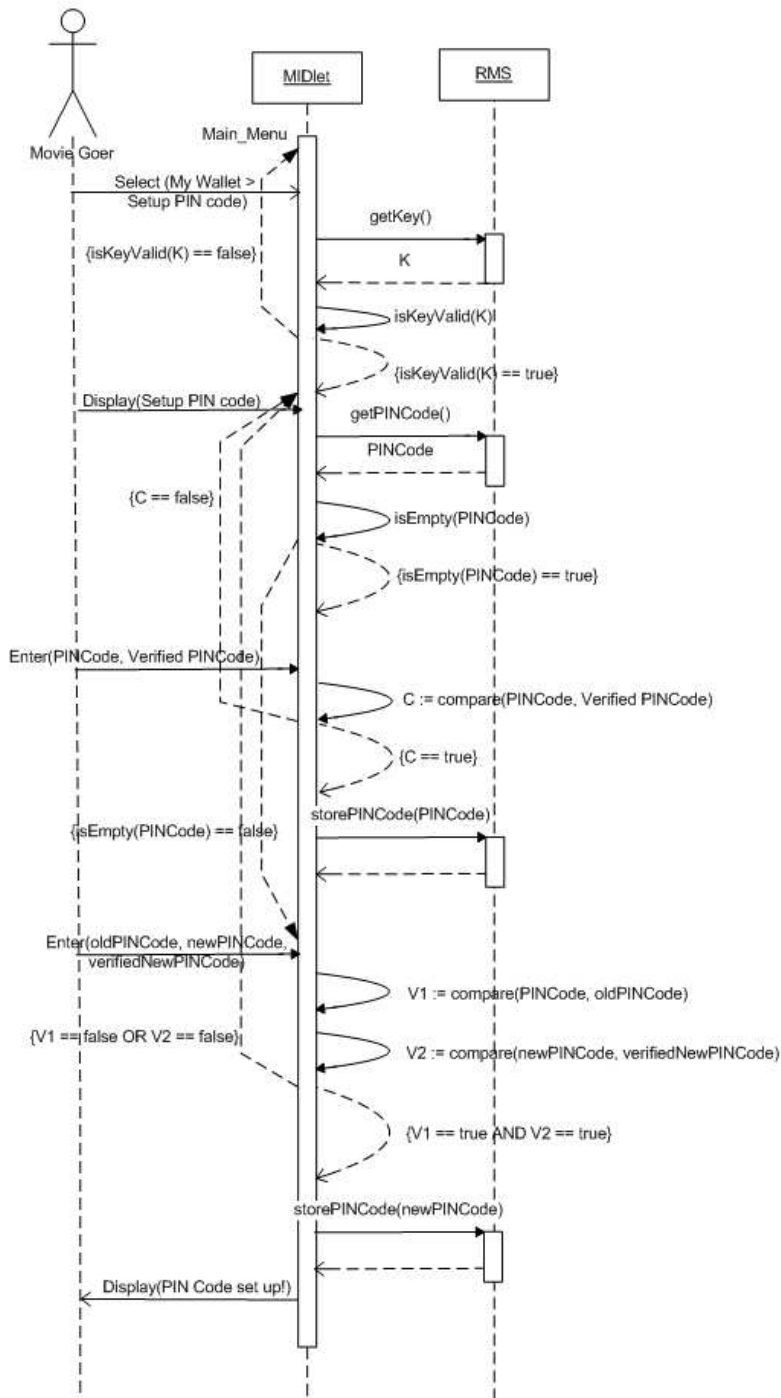 MIDlet
RMS
Movie Goer
Main_Menu
Select (My Wallet >
Setup PIN code)
getKey()
{isKeyValid(K) == false}
K
isKeyValid(K)
{isKeyValid(K) == true}
Display(Setup PIN code)
getPINCode()
PINCode
{C == false}
isEmpty(PINCode)
{isEmpty(PINCode) == true}
Enter(PINCode, Verified PINCode)
C := compare(PINCode, Verified PINCode)
{C == true}
storePINCode(PINCode)
{isEmpty(PINCode) == false}
Enter(oldPINCode, newPINCode,
verifiedNewPINCode)
V1 := compare(PINCode, oldPINCode)
{V1 == false OR V2 == false}
V2 := compare(newPINCode, verifiedNewPINCode)
{V1 == true AND V2 == true}
storePINCode(newPINCode)
Display(PIN Code set up!)